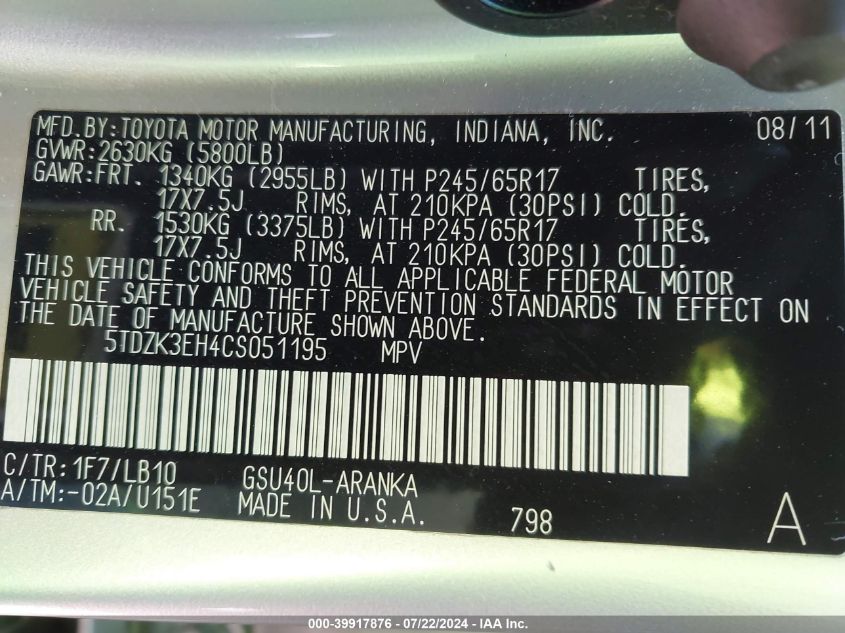 MFD.BY:TOYOTA MOTOR MANUFACTURING, INDIANA, INC. 08/11
GVWR:2630KG (5800LB)
GAWR:FRT. 1340KG (2955LB) WITH P245/65R17 TIRES,
17X7.5J RIMS, AT 210KPA (30PSI) COLD.
RR. 1530KG (3375LB) WITH P245/65R17 TIRES,
17X7.5J RIMS, AT 210KPA (30PSI) COLD.
THIS VEHICLE CONFORMS TO ALL APPLICABLE FEDERAL MOTOR
VEHICLE SAFETY AND THEFT PREVENTION STANDARDS IN EFFECT ON
THE DATE OF MANUFACTURE SHOWN ABOVE.
5TDZK3EH4CS051195 MPV
C/TR:1F7/LB10 GSU40L-ARANKA
A/TM:-02A/U151E MADE IN U.S.A. 798 A
000-39917876 - 07/22/2024 - IAA Inc.